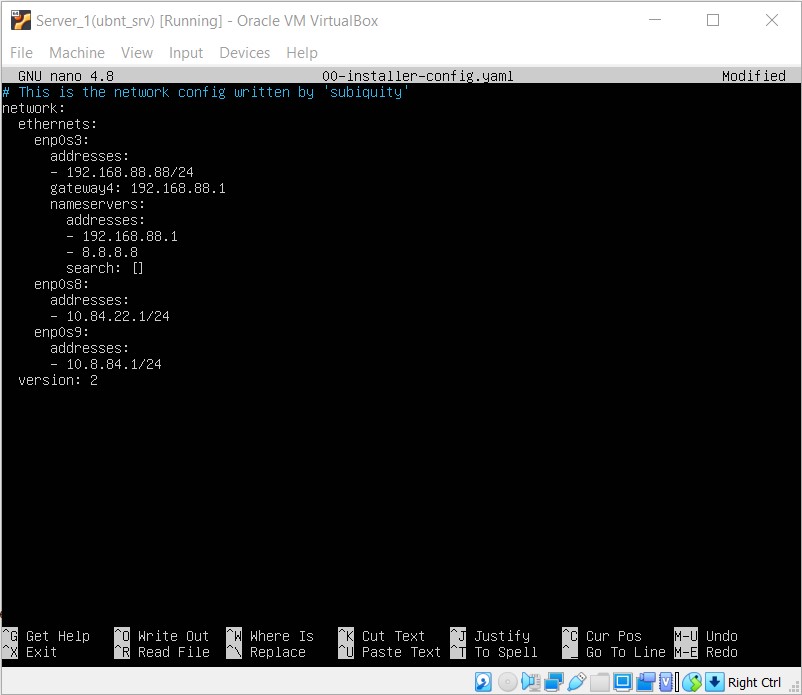 Server_1(ubnt_srv) [Running] - Oracle VM VirtualBox
File Machine View Input Devices Help
GNU nano 4.8 00-installer-config.yaml Modified
# This is the network config written by 'subiquity'
network:
  ethernets:
    enp0s3:
      addresses:
      - 192.168.88.88/24
      gateway4: 192.168.88.1
      nameservers:
        addresses:
        - 192.168.88.1
        - 8.8.8.8
        search: []
    enp0s8:
      addresses:
      - 10.84.22.1/24
    enp0s9:
      addresses:
      - 10.8.84.1/24
  version: 2
^G Get Help ^O Write Out ^W Where Is ^K Cut Text ^J Justify ^C Cur Pos M-U Undo
^X Exit ^R Read File ^\ Replace ^U Paste Text ^T To Spell ^_ Go To Line M-E Redo
Right Ctrl